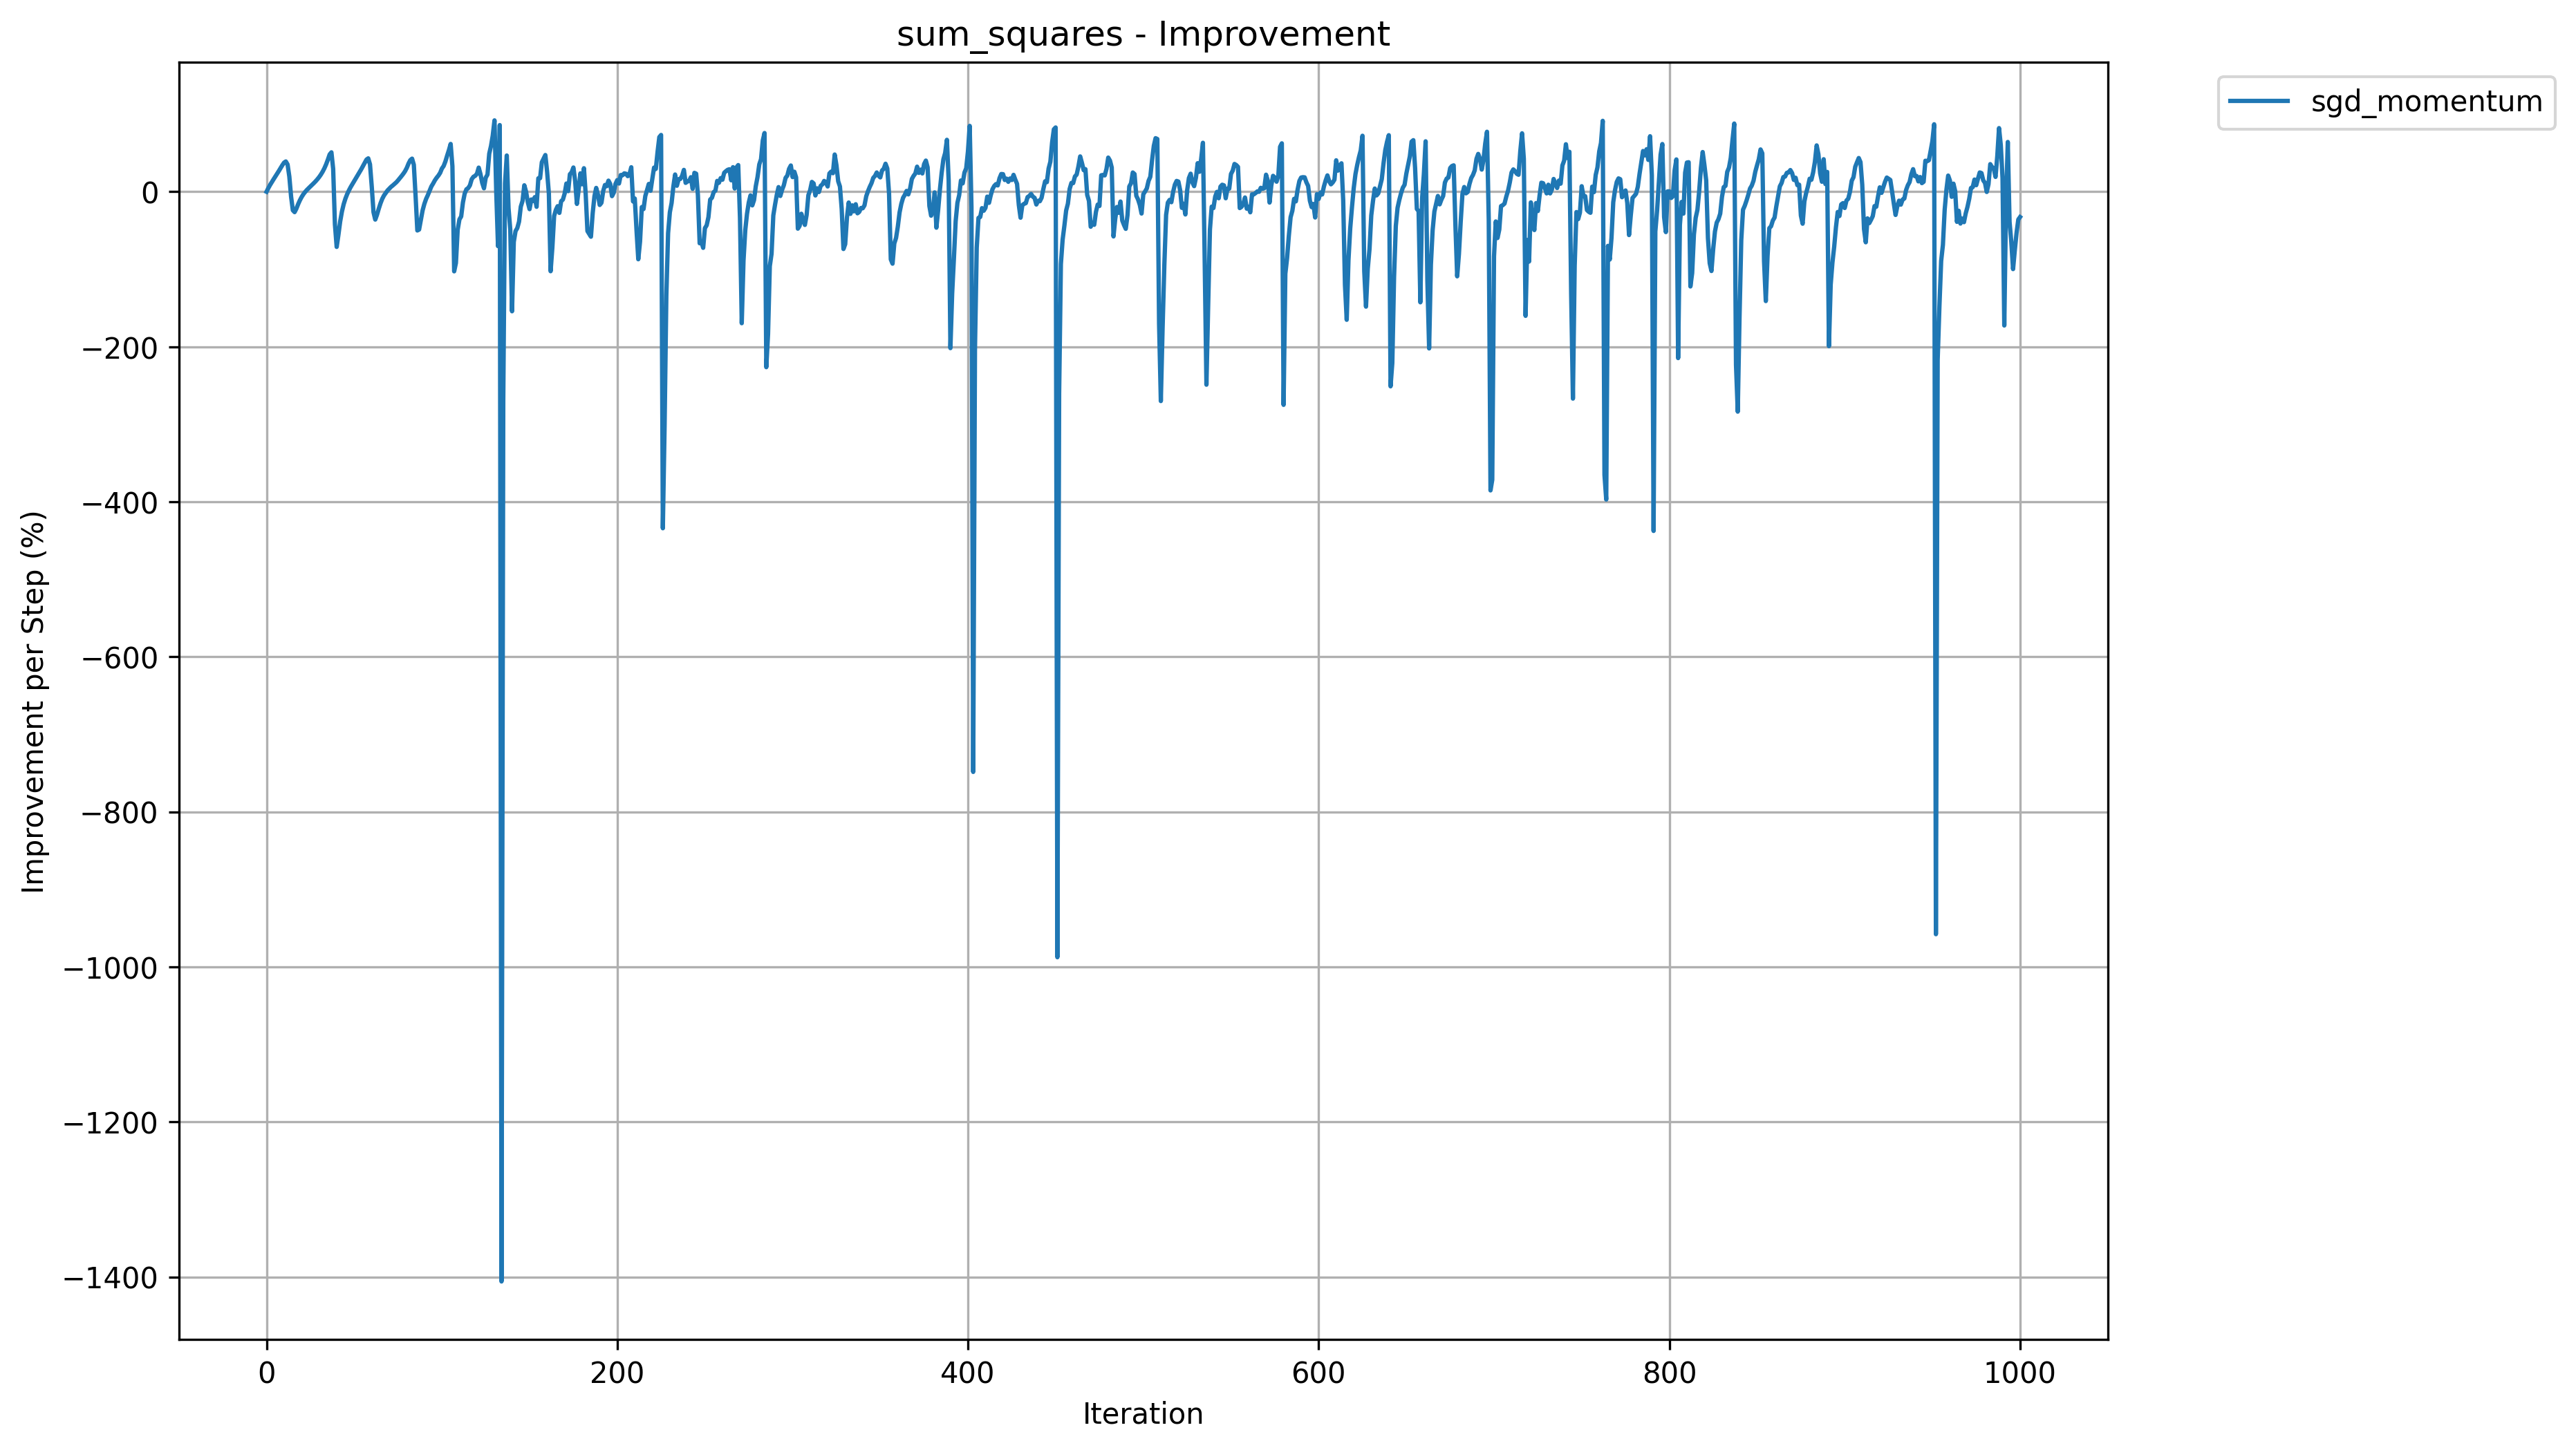 sum_squares - Improvement
sgd_momentum
Improvement per Step (%)
0
−200
−400
−600
−800
−1000
−1200
−1400
0 200 400 600 800 1000
Iteration